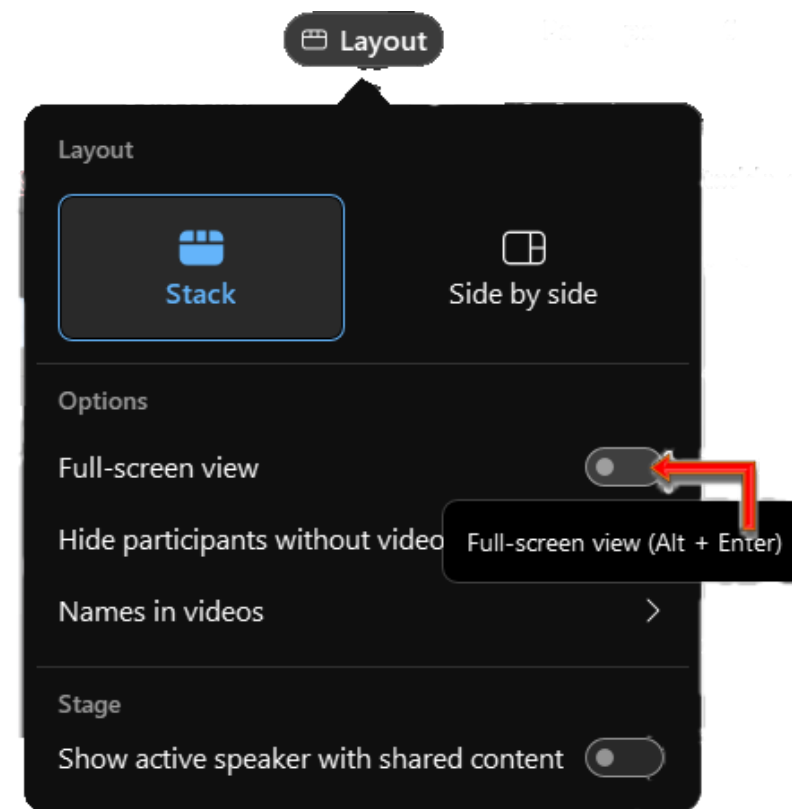 Layout
Layout
Stack
Side by side
Options
Full-screen view
Hide participants without video
Full-screen view (Alt + Enter)
Names in videos
Stage
Show active speaker with shared content